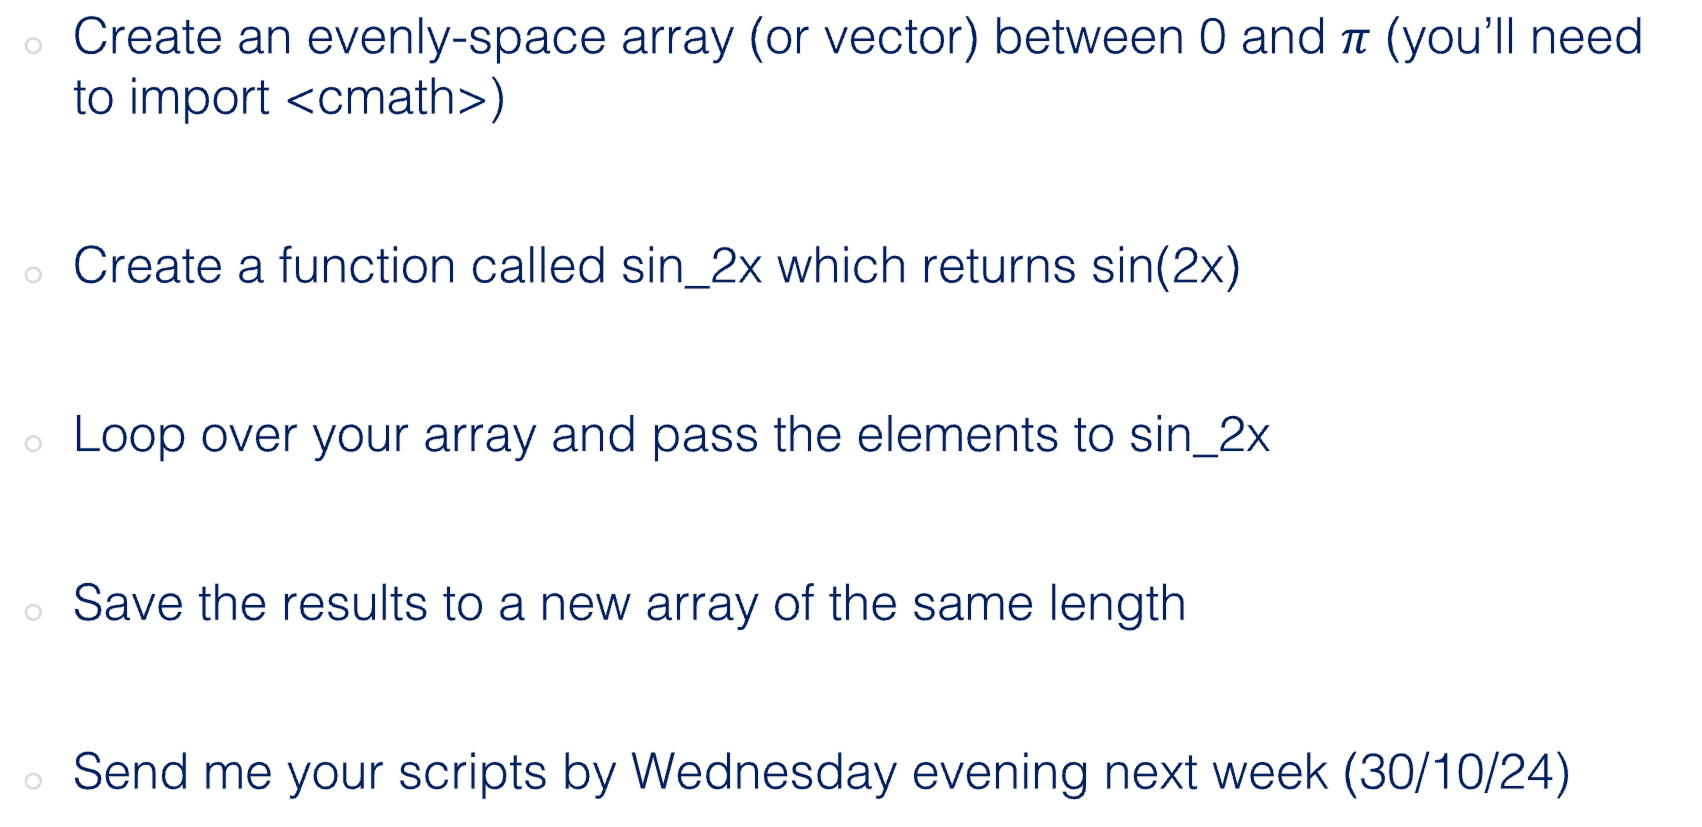 Create an evenly-space array (or vector) between 0 and π (you'll need
to import <cmath>)
Create a function called sin_2x which returns sin(2x)
Loop over your array and pass the elements to sin_2x
Save the results to a new array of the same length
Send me your scripts by Wednesday evening next week (30/10/24)